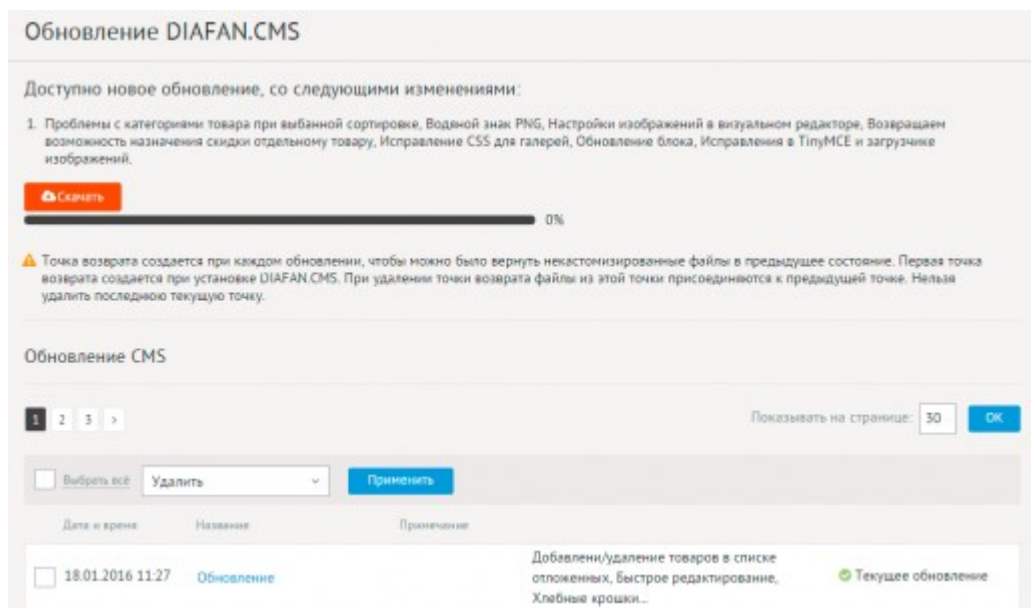 Обновление DIAFAN.CMS
Доступно новое обновление, со следующими изменениями:
1. Проблемы с категориями товара при выбанной сортировке, Водяной знак PNG, Настройки изображений в визуальном редакторе, Возвращаем
возможность назначения скидки отдельному товару, Исправление CSS для галерей, Обновление блока, Исправления в TinyMCE и загрузчике
изображений.
Скачать
0%
Точка возврата создается при каждом обновлении, чтобы можно было вернуть некастомизированные файлы в предыдущее состояние. Первая точка
возврата создается при установке DIAFAN.CMS. При удалении точки возврата файлы из этой точки присоединяются к предыдущей точке. Нельзя
удалить последнюю текущую точку.
Обновление CMS
1 2 3 > Показывать на странице: 30 ОК
Выбрать всё Удалить Применить
Дата и время Название Примечание
Добавлени/удаление товаров в списке
18.01.2016 11:27 Обновление отложенных, Быстрое редактирование, Текущее обновление
Хлебные крошки...